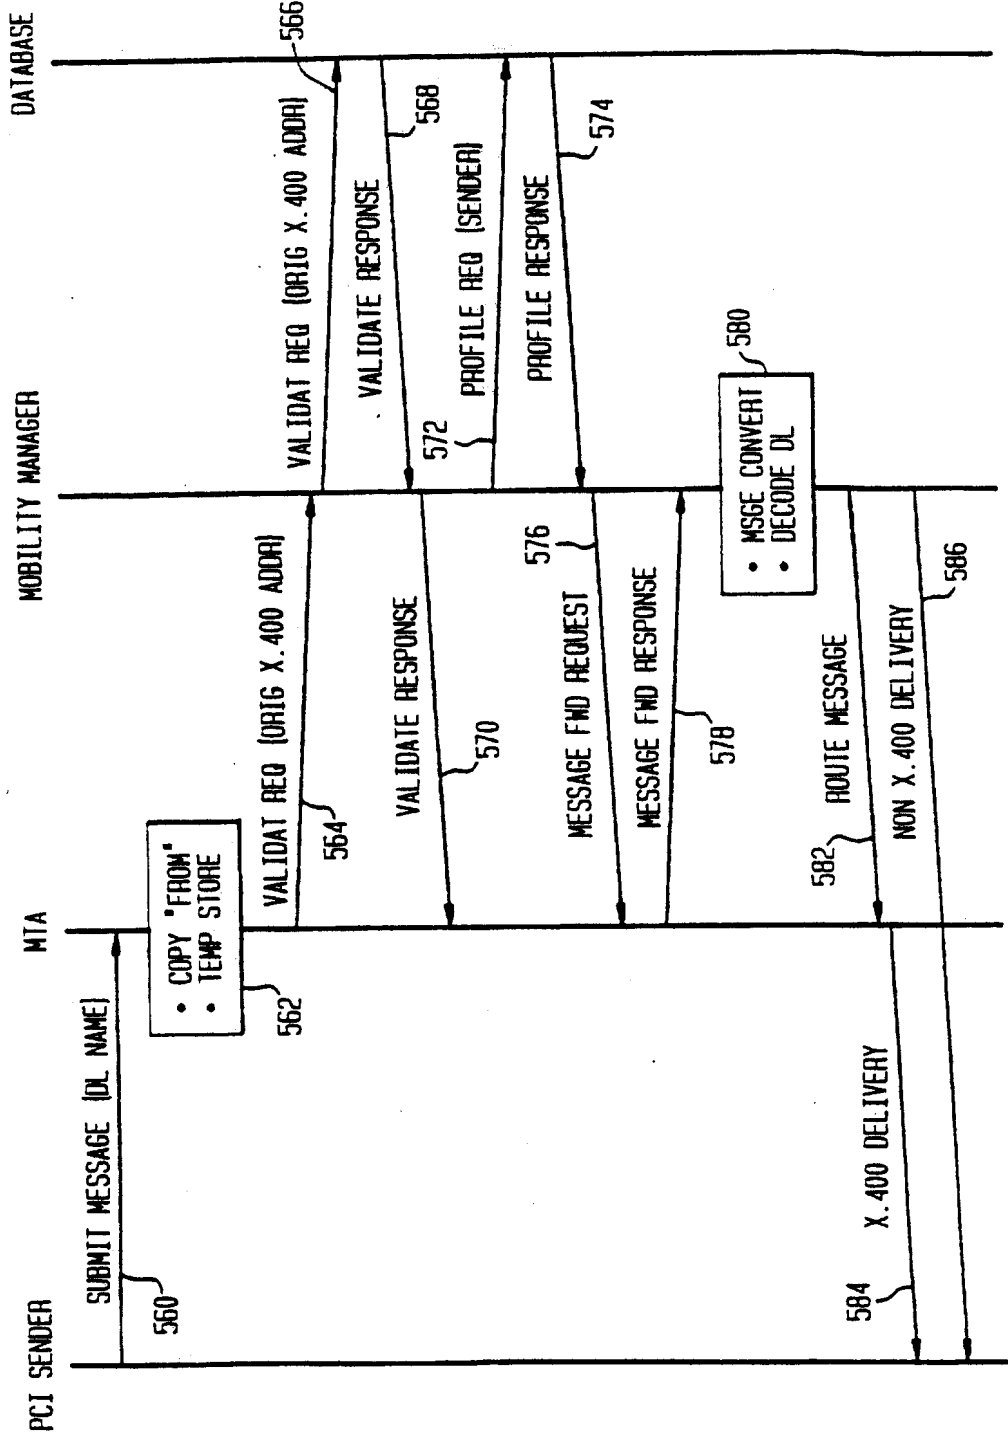 PCI SENDER
MTA
MOBILITY MANAGER
DATABASE
SUBMIT MESSAGE (DL NAME)
560
• COPY "FROM"
• TEMP STORE
562
VALIDAT REQ (ORIG X.400 ADDR)
564
VALIDAT REQ (ORIG X.400 ADDR)
566
VALIDATE RESPONSE
568
VALIDATE RESPONSE
570
PROFILE REQ (SENDER)
572
PROFILE RESPONSE
574
MESSAGE FWD REQUEST
576
MESSAGE FWD RESPONSE
578
• MSGE CONVERT
• DECODE DL
580
ROUTE MESSAGE
582
X.400 DELIVERY
584
NON X.400 DELIVERY
586